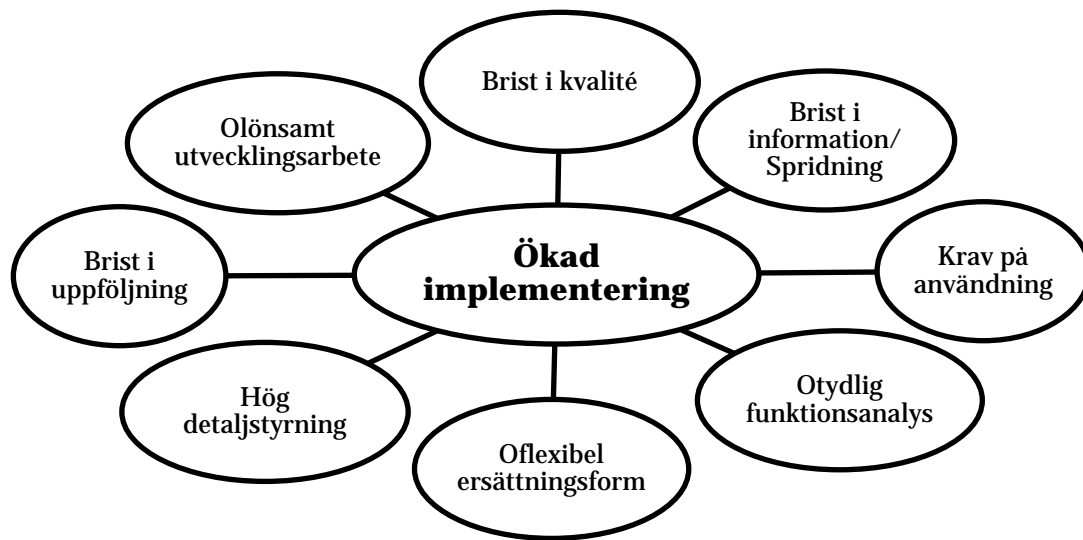 Brist i kvalité
Olönsamt
utvecklingsarbete
Brist i
information/
Spridning
Brist i
uppföljning
Ökad
implementering
Krav på
användning
Hög
detaljstyrning
Oflexibel
ersättningsform
Otydlig
funktionsanalys